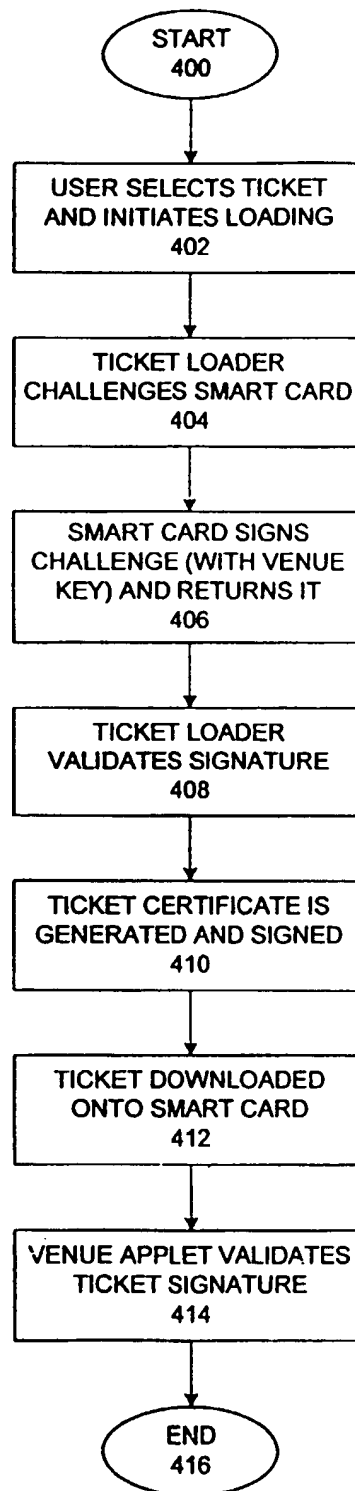 START
400
USER SELECTS TICKET
AND INITIATES LOADING
402
TICKET LOADER
CHALLENGES SMART CARD
404
SMART CARD SIGNS
CHALLENGE (WITH VENUE
KEY) AND RETURNS IT
406
TICKET LOADER
VALIDATES SIGNATURE
408
TICKET CERTIFICATE IS
GENERATED AND SIGNED
410
TICKET DOWNLOADED
ONTO SMART CARD
412
VENUE APPLET VALIDATES
TICKET SIGNATURE
414
END
416